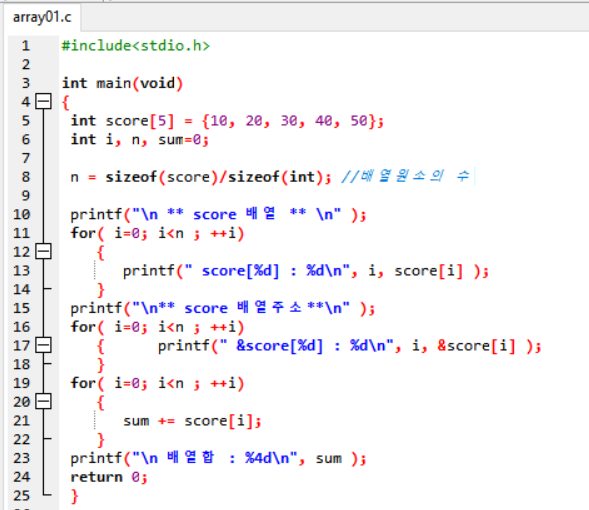 array01.c
1 #include<stdio.h>
2
3 int main(void)
4 {
5 int score[5] = {10, 20, 30, 40, 50};
6 int i, n, sum=0;
7
8 n = sizeof(score)/sizeof(int); //배열원소의 수
9
10 printf("\n ** score 배열 ** \n" );
11 for( i=0; i<n ; ++i)
12 {
13 printf(" score[%d] : %d\n", i, score[i] );
14 }
15 printf("\n** score 배열주소**\n" );
16 for( i=0; i<n ; ++i)
17 { printf(" &score[%d] : %d\n", i, &score[i] );
18 }
19 for( i=0; i<n ; ++i)
20 {
21 sum += score[i];
22 }
23 printf("\n 배열합 : %4d\n", sum );
24 return 0;
25 }